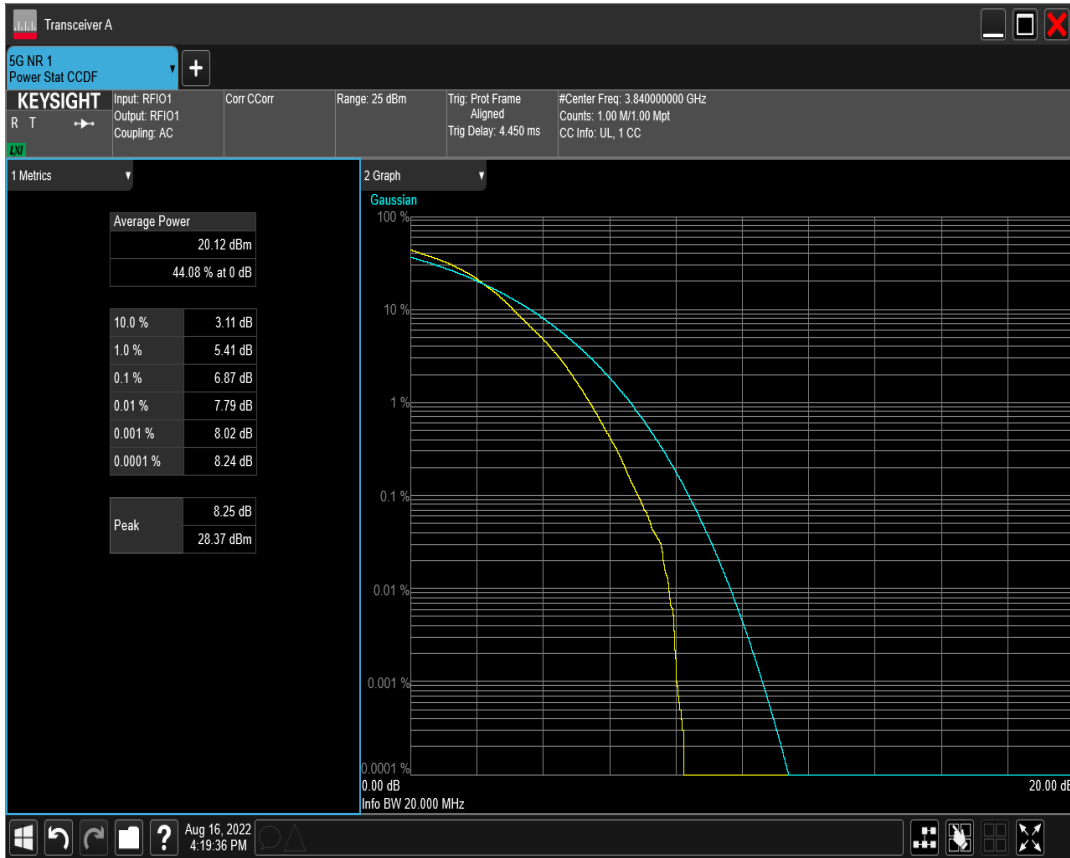 Transceiver A
5G NR 1
Power Stat CCDF
KEYSIGHT
R T
LXI
Input: RFIO1
Output: RFIO1
Coupling: AC
Corr CCorr
Range: 25 dBm
Trig: Prot Frame
Aligned
Trig Delay: 4.450 ms
#Center Freq: 3.840000000 GHz
Counts: 1.00 M/1.00 Mpt
CC Info: UL, 1 CC
1 Metrics
Average Power
20.12 dBm
44.08 % at 0 dB
10.0 % 3.11 dB
1.0 % 5.41 dB
0.1 % 6.87 dB
0.01 % 7.79 dB
0.001 % 8.02 dB
0.0001 % 8.24 dB
Peak
8.25 dB
28.37 dBm
2 Graph
Gaussian
100 %
10 %
1 %
0.1 %
0.01 %
0.001 %
0.0001 %
0.00 dB 20.00 dB
Info BW 20.000 MHz
?
Aug 16, 2022
4:19:36 PM